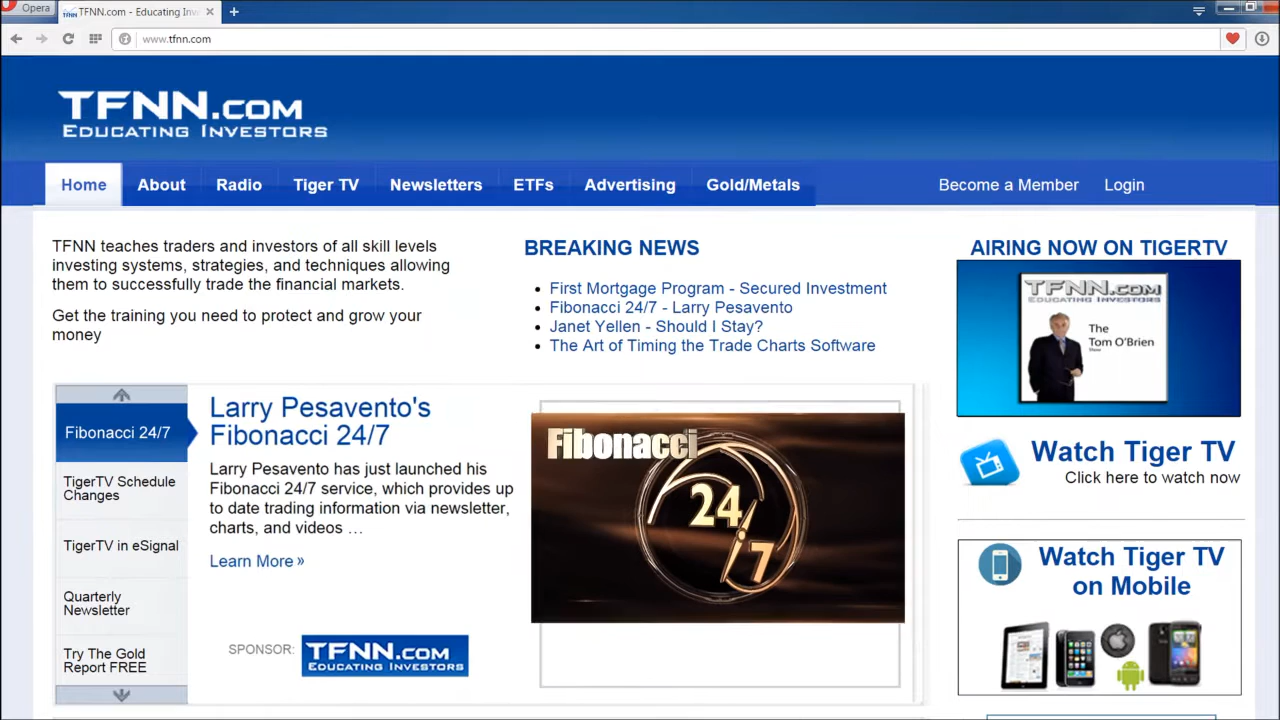 Opera
TFNN.com - Educating Inv
www.tfnn.com
TFNN.COM
EDUCATING INVESTORS
Home
About
Radio
Tiger TV
Newsletters
ETFs
Advertising
Gold/Metals
Become a Member
Login
TFNN teaches traders and investors of all skill levels
investing systems, strategies, and techniques allowing
them to successfully trade the financial markets.
Get the training you need to protect and grow your
money
BREAKING NEWS
First Mortgage Program - Secured Investment
Fibonacci 24/7 - Larry Pesavento
Janet Yellen - Should I Stay?
The Art of Timing the Trade Charts Software
AIRING NOW ON TIGERTV
TFNN.COM
EDUCATING INVESTORS
The
Tom O'Brien
Show
Watch Tiger TV
Click here to watch now
Watch Tiger TV
on Mobile
Fibonacci 24/7
TigerTV Schedule
Changes
TigerTV in eSignal
Quarterly
Newsletter
Try The Gold
Report FREE
Larry Pesavento's
Fibonacci 24/7
Larry Pesavento has just launched his
Fibonacci 24/7 service, which provides up
to date trading information via newsletter,
charts, and videos …
Learn More »
SPONSOR:
TFNN.COM
EDUCATING INVESTORS
Fibonacci
24
7